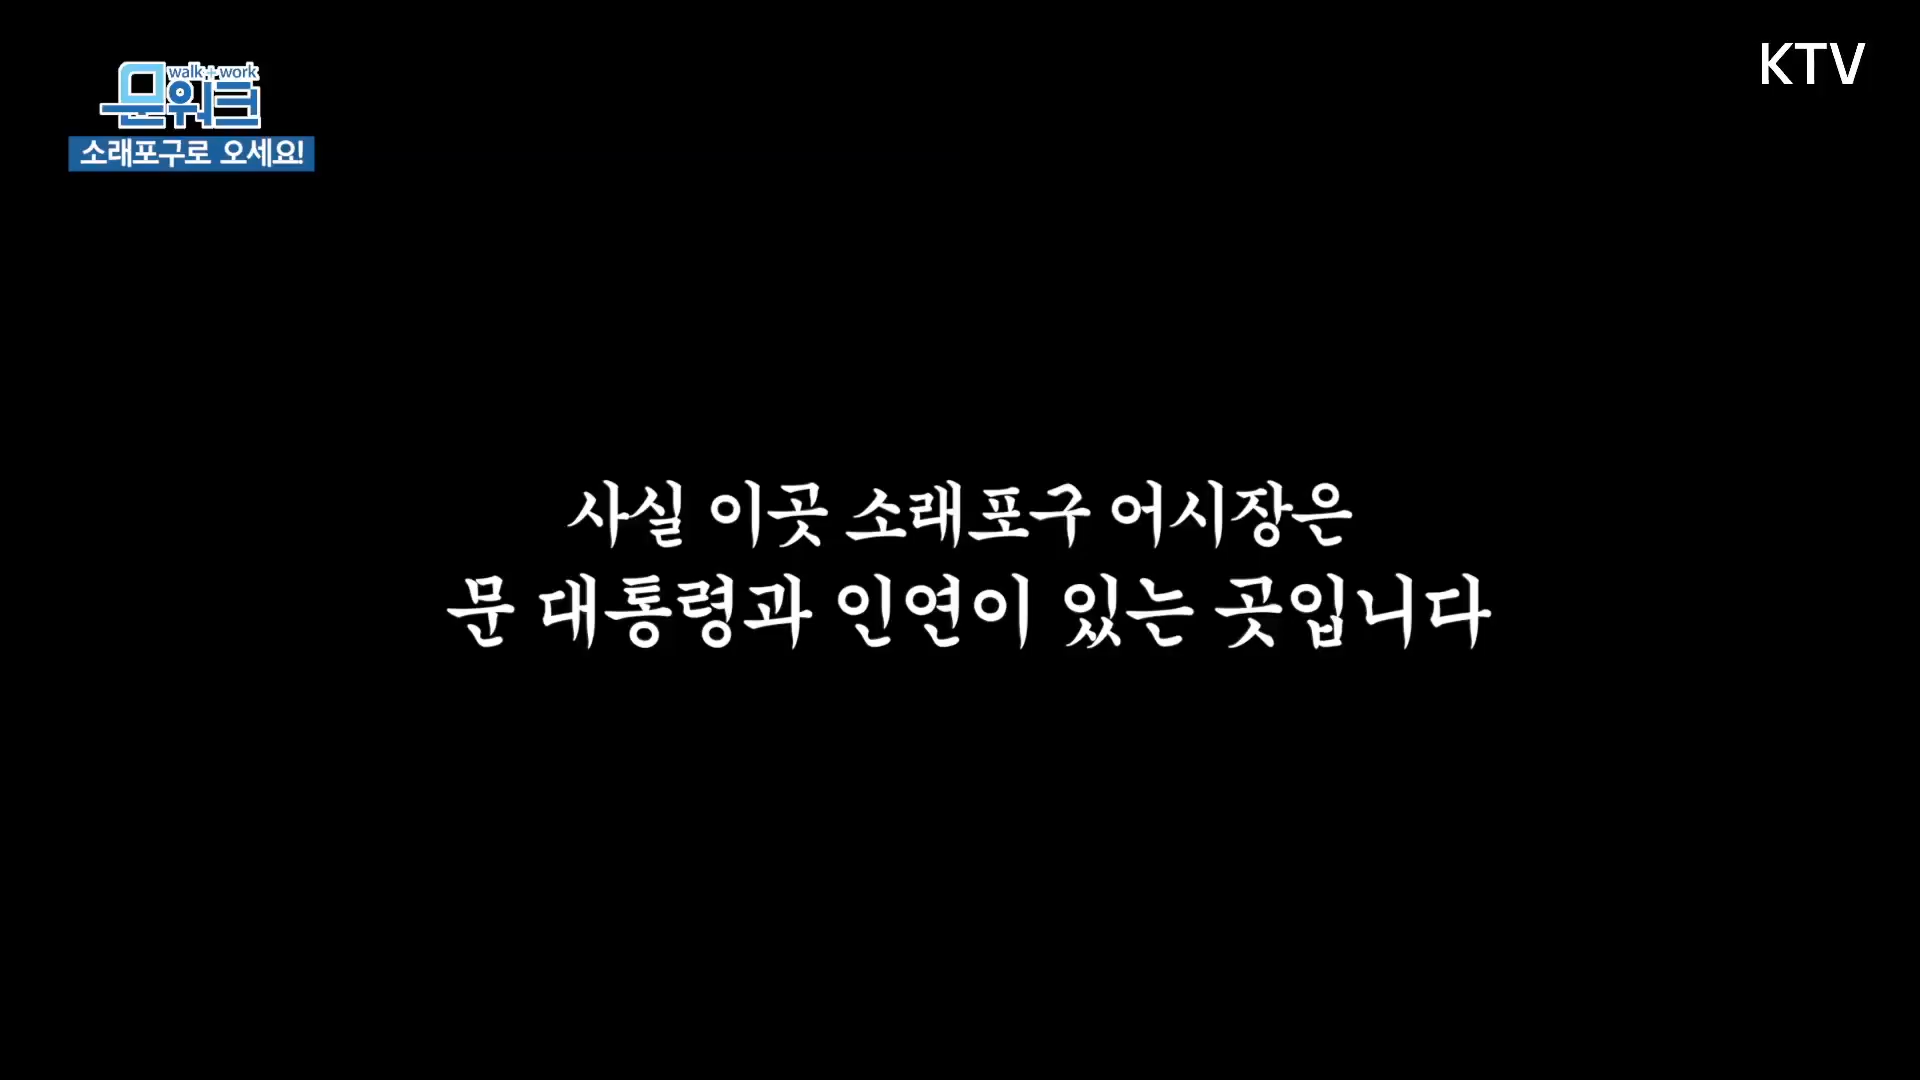 walk+work
문워크
소래포구로 오세요!
KTV
사실 이곳 소래포구 어시장은
문 대통령과 인연이 있는 곳입니다